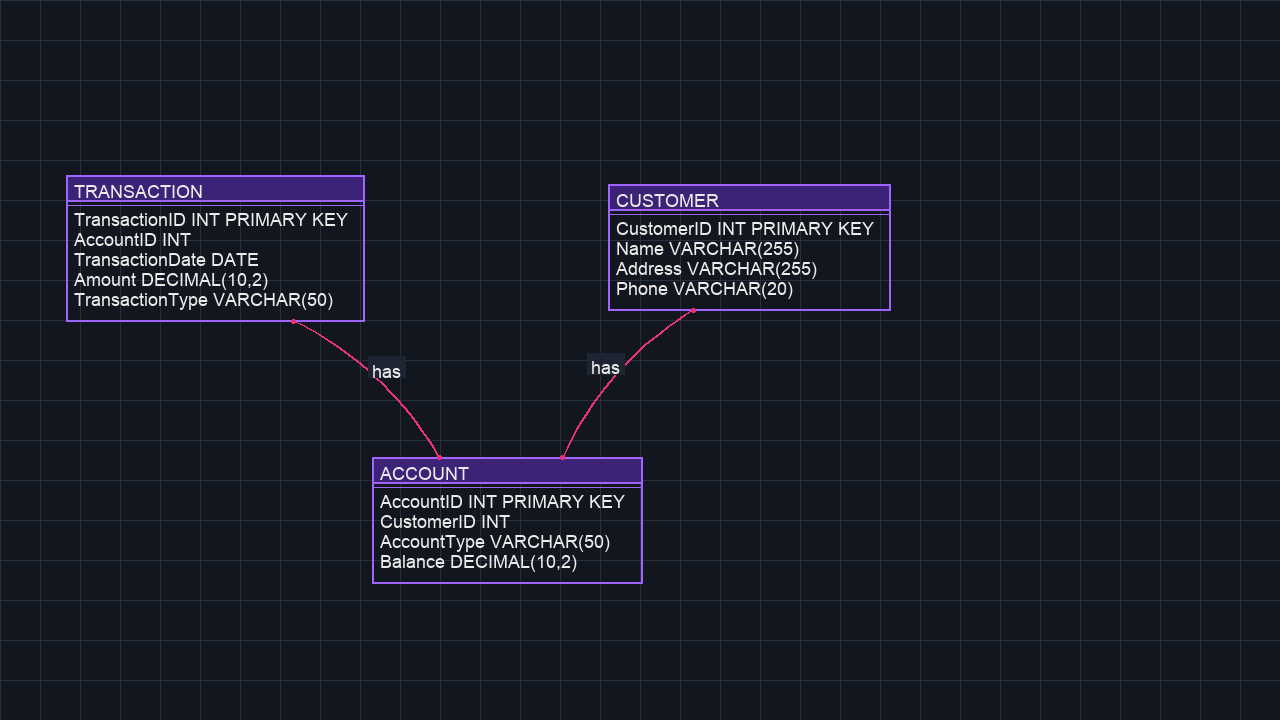 TRANSACTION
TransactionID INT PRIMARY KEY
AccountID INT
TransactionDate DATE
Amount DECIMAL(10,2)
TransactionType VARCHAR(50)
CUSTOMER
CustomerID INT PRIMARY KEY
Name VARCHAR(255)
Address VARCHAR(255)
Phone VARCHAR(20)
has
has
ACCOUNT
AccountID INT PRIMARY KEY
CustomerID INT
AccountType VARCHAR(50)
Balance DECIMAL(10,2)